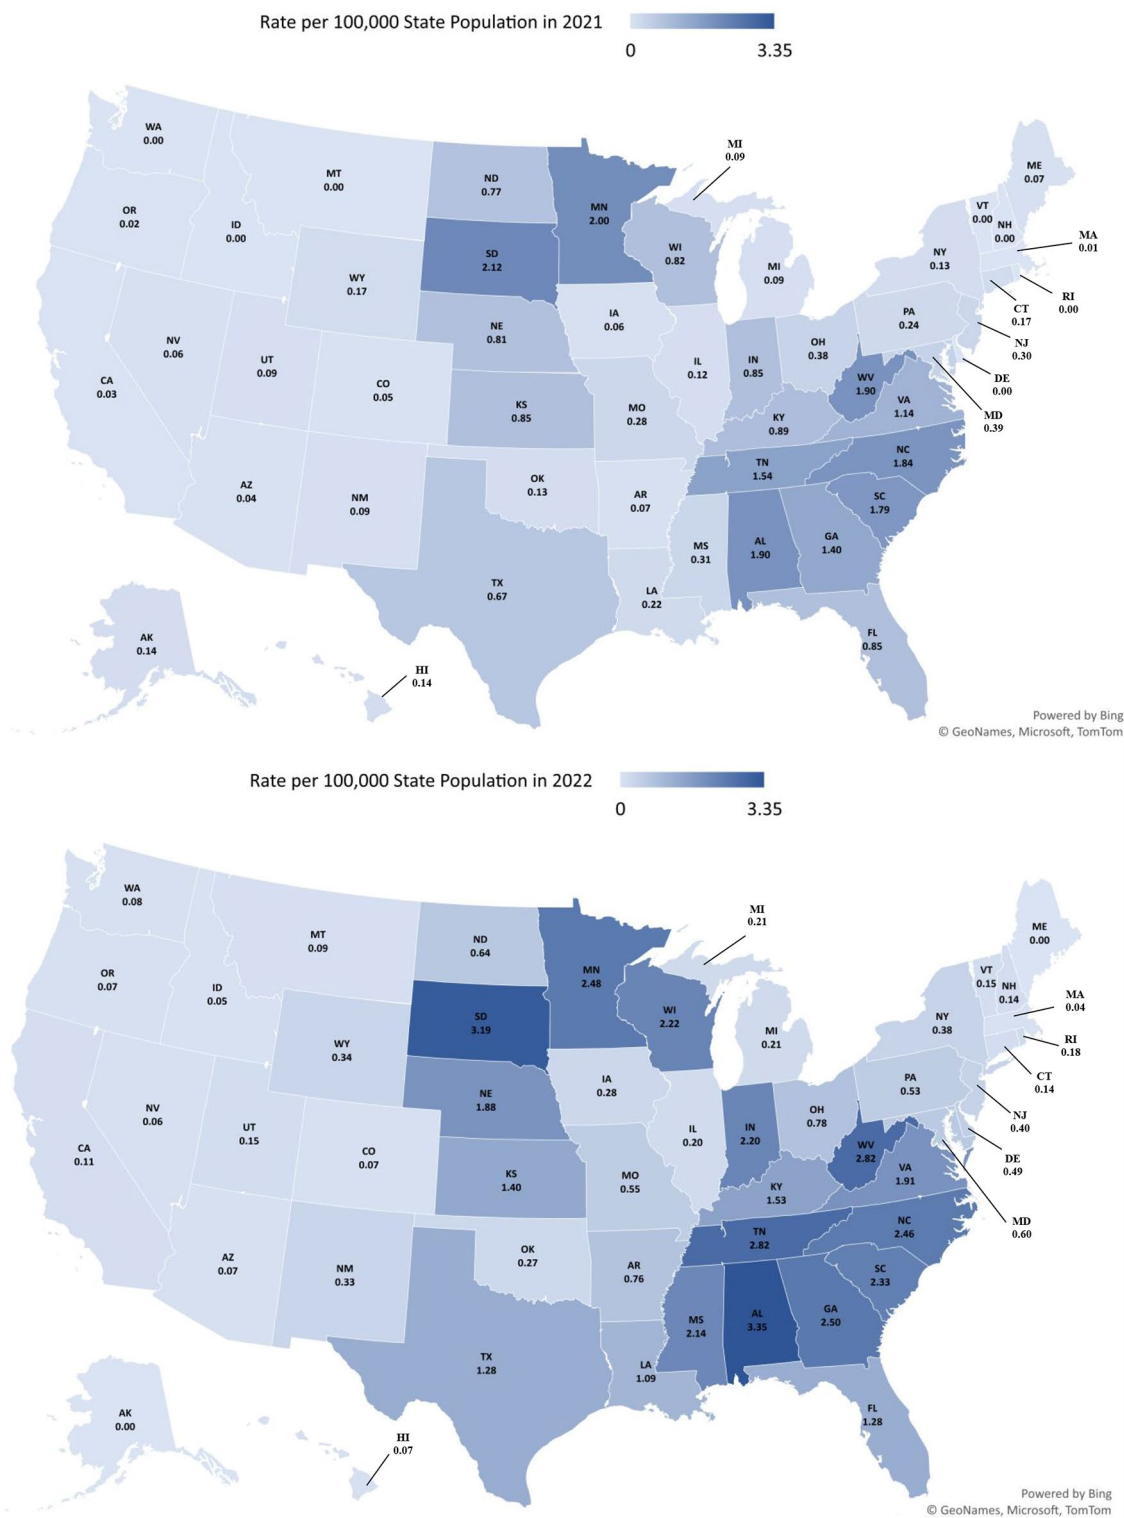 Rate per 100,000 State Population in 2021
0
3.35
WA
0.00
MT
0.00
ND
0.77
MN
2.00
MI
0.09
ME
0.07
OR
0.02
ID
0.00
VT
0.00
NH
0.00
MA
0.01
WY
0.17
SD
2.12
WI
0.82
MI
0.09
NY
0.13
RI
0.00
CT
0.17
NV
0.06
UT
0.09
NE
0.81
IA
0.06
PA
0.24
NJ
0.30
CA
0.03
CO
0.05
IL
0.12
IN
0.85
OH
0.38
WV
1.90
DE
0.00
KS
0.85
MO
0.28
KY
0.89
VA
1.14
MD
0.39
AZ
0.04
NM
0.09
OK
0.13
AR
0.07
TN
1.54
NC
1.84
SC
1.79
MS
0.31
AL
1.90
GA
1.40
TX
0.67
LA
0.22
FL
0.85
AK
0.14
HI
0.14
Powered by Bing
© GeoNames, Microsoft, TomTom
Rate per 100,000 State Population in 2022
0
3.35
WA
0.08
MT
0.09
ND
0.64
MN
2.48
MI
0.21
ME
0.00
OR
0.07
ID
0.05
VT
0.15
NH
0.14
MA
0.04
WY
0.34
SD
3.19
WI
2.22
MI
0.21
NY
0.38
RI
0.18
CT
0.14
NV
0.06
UT
0.15
NE
1.88
IA
0.28
PA
0.53
NJ
0.40
CA
0.11
CO
0.07
IL
0.20
IN
2.20
OH
0.78
WV
2.82
DE
0.49
KS
1.40
MO
0.55
KY
1.53
VA
1.91
MD
0.60
AZ
0.07
NM
0.33
OK
0.27
AR
0.76
TN
2.82
NC
2.46
SC
2.33
MS
2.14
AL
3.35
GA
2.50
TX
1.28
LA
1.09
FL
1.28
AK
0.00
HI
0.07
Powered by Bing
© GeoNames, Microsoft, TomTom